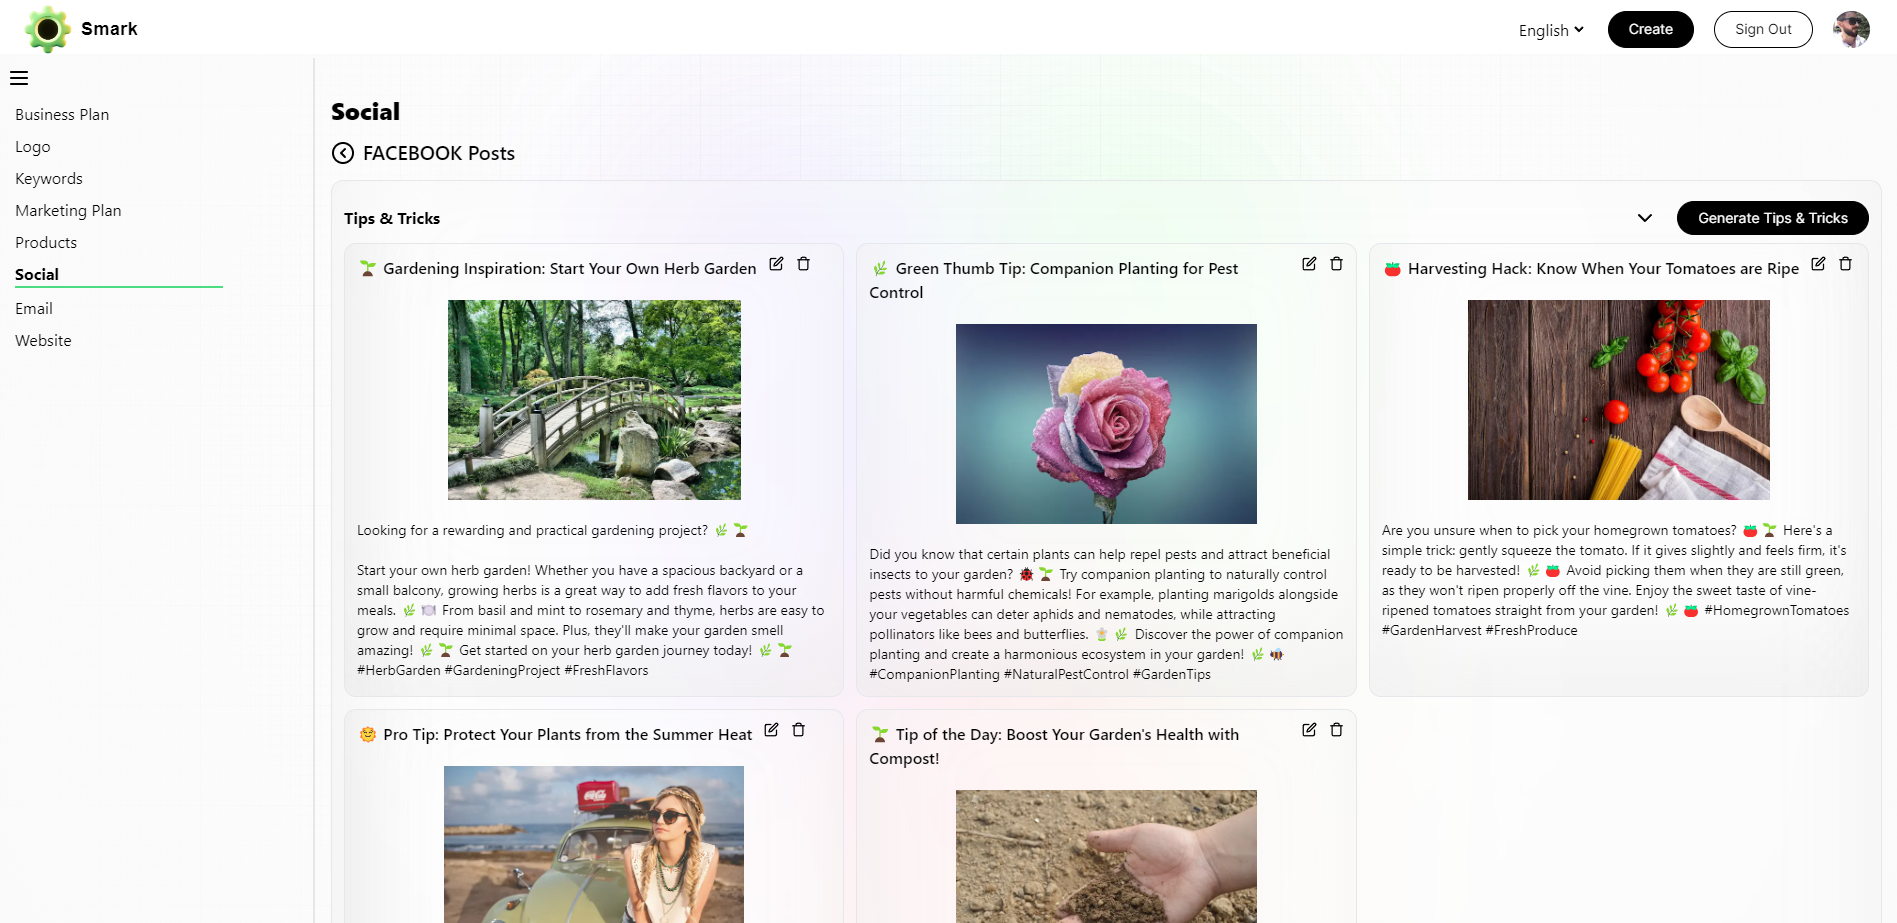 Smark
English
Create
Sign Out
Business Plan
Logo
Keywords
Marketing Plan
Products
Social
Email
Website
Social
FACEBOOK Posts
Tips & Tricks
Generate Tips & Tricks
🌱 Gardening Inspiration: Start Your Own Herb Garden
Looking for a rewarding and practical gardening project? 🌿 🌱
Start your own herb garden! Whether you have a spacious backyard or a
small balcony, growing herbs is a great way to add fresh flavors to your
meals. 🌿 🍽️ From basil and mint to rosemary and thyme, herbs are easy to
grow and require minimal space. Plus, they'll make your garden smell
amazing! 🌿 🌱 Get started on your herb garden journey today! 🌿 🌱
#HerbGarden #GardeningProject #FreshFlavors
🌿 Green Thumb Tip: Companion Planting for Pest
Control
Did you know that certain plants can help repel pests and attract beneficial
insects to your garden? 🐞 🌱 Try companion planting to naturally control
pests without harmful chemicals! For example, planting marigolds alongside
your vegetables can deter aphids and nematodes, while attracting
pollinators like bees and butterflies. 🌼 🌿 Discover the power of companion
planting and create a harmonious ecosystem in your garden! 🌿 🐝
#CompanionPlanting #NaturalPestControl #GardenTips
🍅 Harvesting Hack: Know When Your Tomatoes are Ripe
Are you unsure when to pick your homegrown tomatoes? 🍅 🌱 Here's a
simple trick: gently squeeze the tomato. If it gives slightly and feels firm, it's
ready to be harvested! 🌿 🍅 Avoid picking them when they are still green,
as they won't ripen properly off the vine. Enjoy the sweet taste of vine-
ripened tomatoes straight from your garden! 🌿 🍅 #HomegrownTomatoes
#GardenHarvest #FreshProduce
🌞 Pro Tip: Protect Your Plants from the Summer Heat
🌱 Tip of the Day: Boost Your Garden's Health with
Compost!